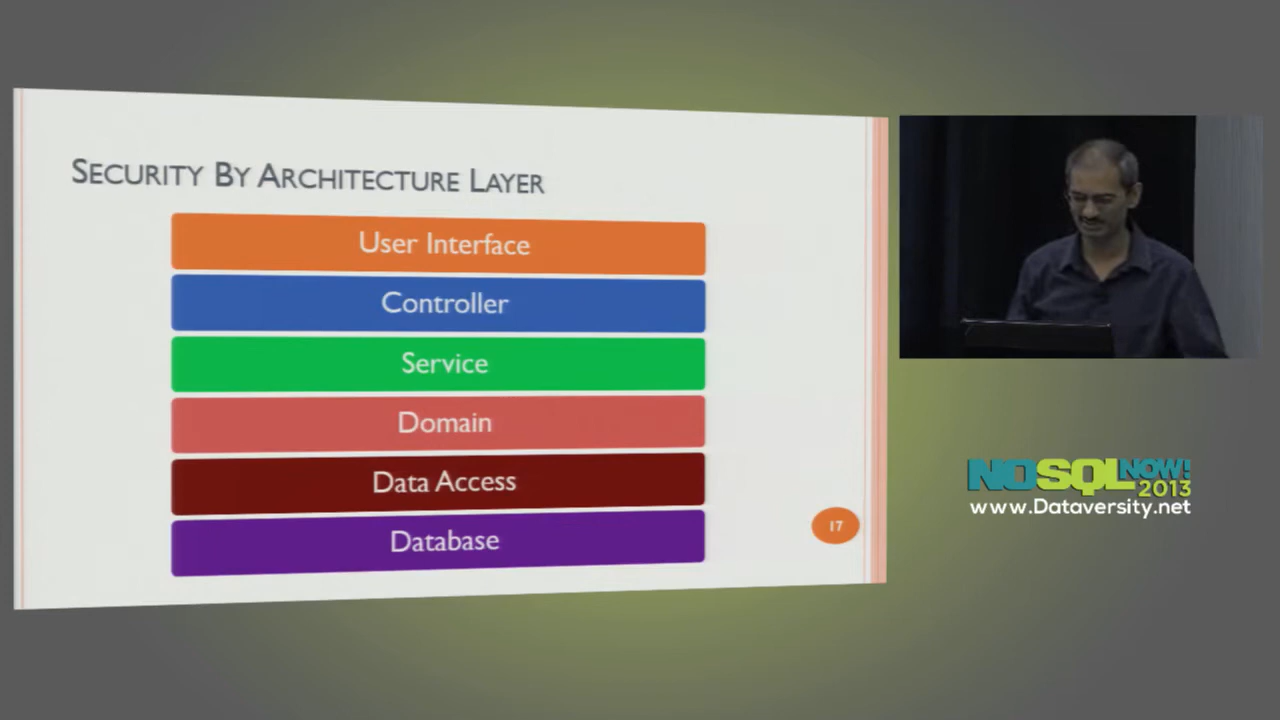 SECURITY BY ARCHITECTURE LAYER
User Interface
Controller
Service
Domain
Data Access
Database
17
NOSQL NOW!
2013
www.Dataversity.net